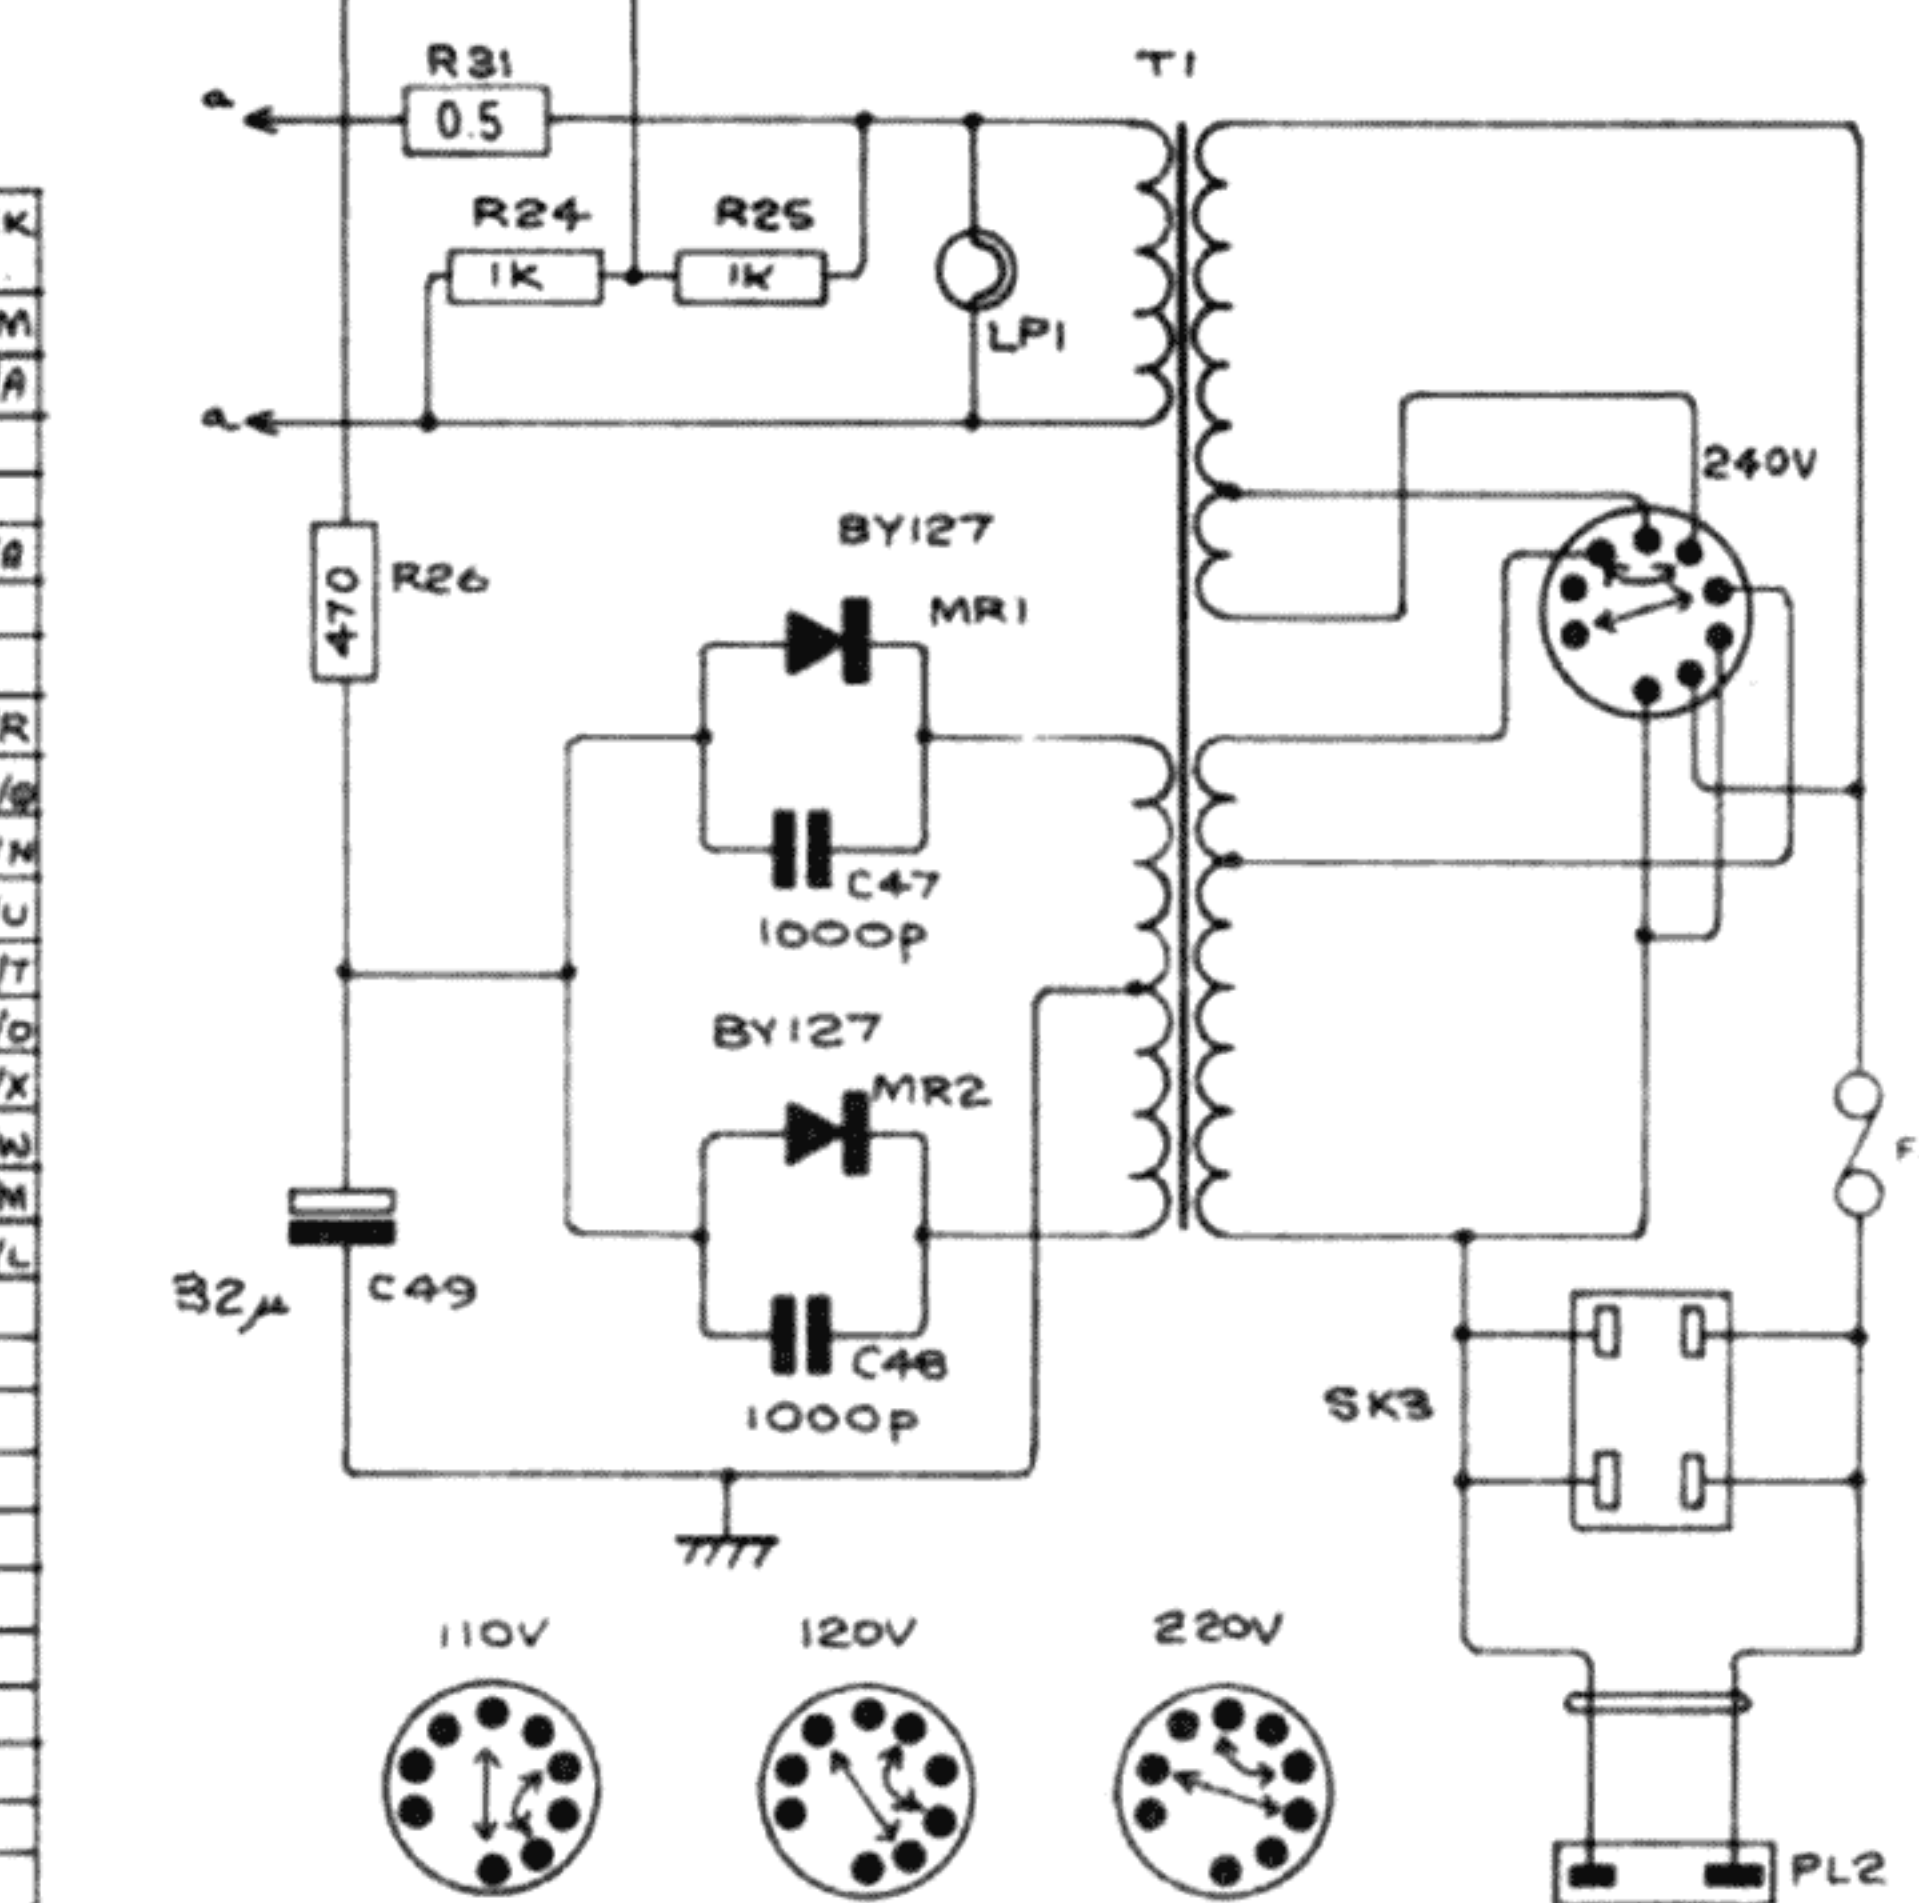 R31
T1
a
0.5
R24
R25
1K
1K
LP1
a
240V
BY127
MR1
470
R26
C47
1000p
BY127
MR2
32μ
C49
C48
1000p
F
SK3
110V
120V
220V
PL2
K
M
A
R
N
U
T
O
X
M
L